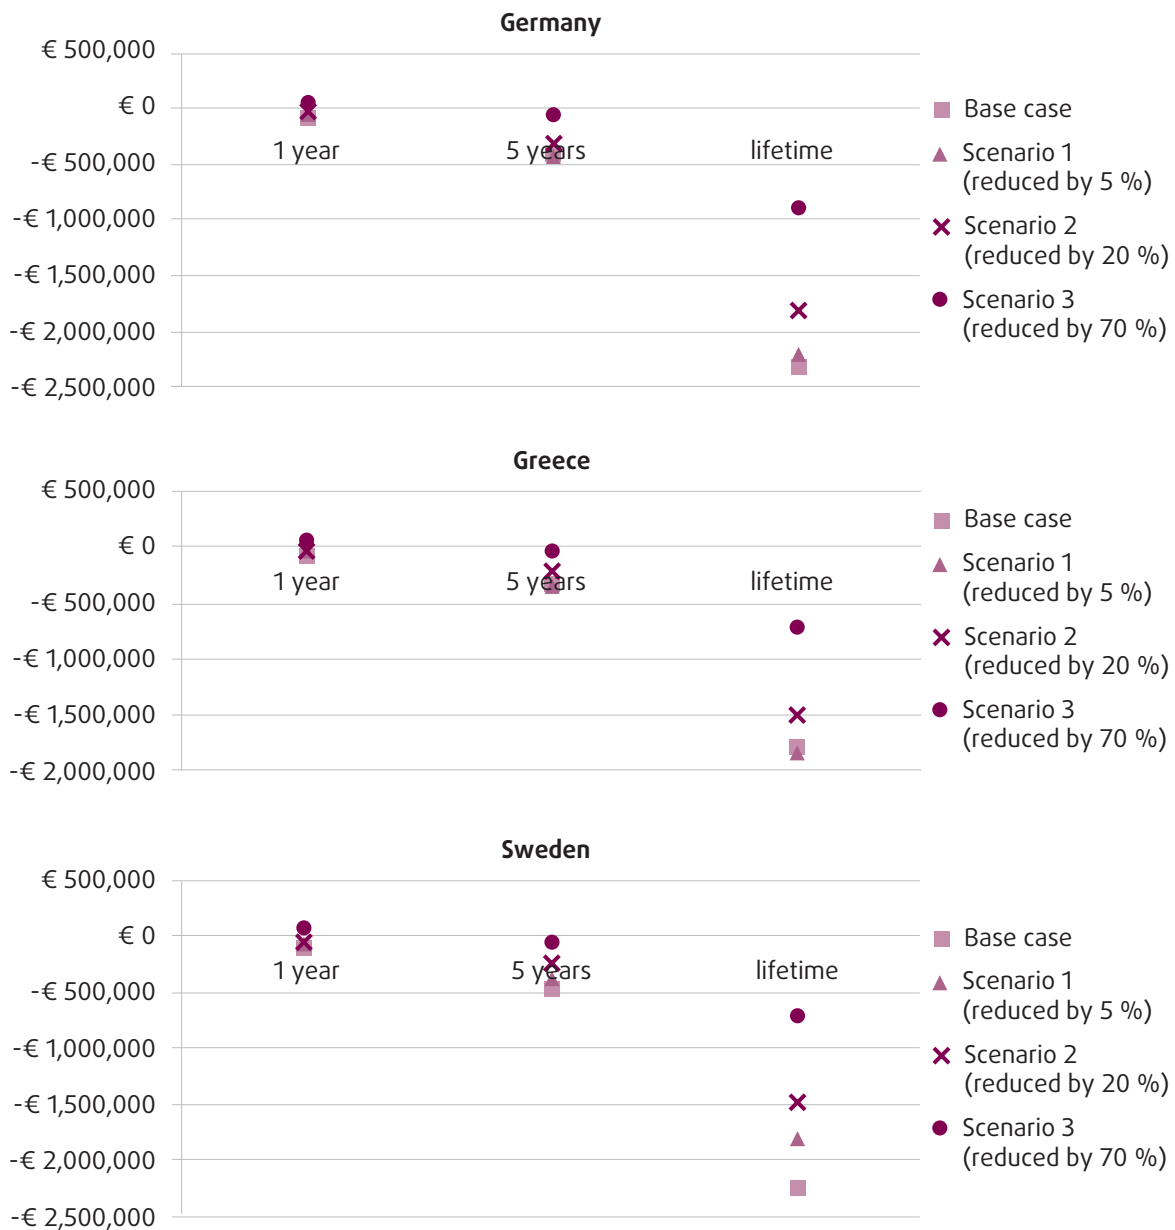 Germany
€ 500,000
€ 0
-€ 500,000
-€ 1,000,000
-€ 1,500,000
-€ 2,000,000
-€ 2,500,000
1 year
5 years
lifetime
Base case
Scenario 1
(reduced by 5 %)
Scenario 2
(reduced by 20 %)
Scenario 3
(reduced by 70 %)
Greece
€ 500,000
€ 0
-€ 500,000
-€ 1,000,000
-€ 1,500,000
-€ 2,000,000
1 year
5 years
lifetime
Base case
Scenario 1
(reduced by 5 %)
Scenario 2
(reduced by 20 %)
Scenario 3
(reduced by 70 %)
Sweden
€ 500,000
€ 0
-€ 500,000
-€ 1,000,000
-€ 1,500,000
-€ 2,000,000
-€ 2,500,000
1 year
5 years
lifetime
Base case
Scenario 1
(reduced by 5 %)
Scenario 2
(reduced by 20 %)
Scenario 3
(reduced by 70 %)